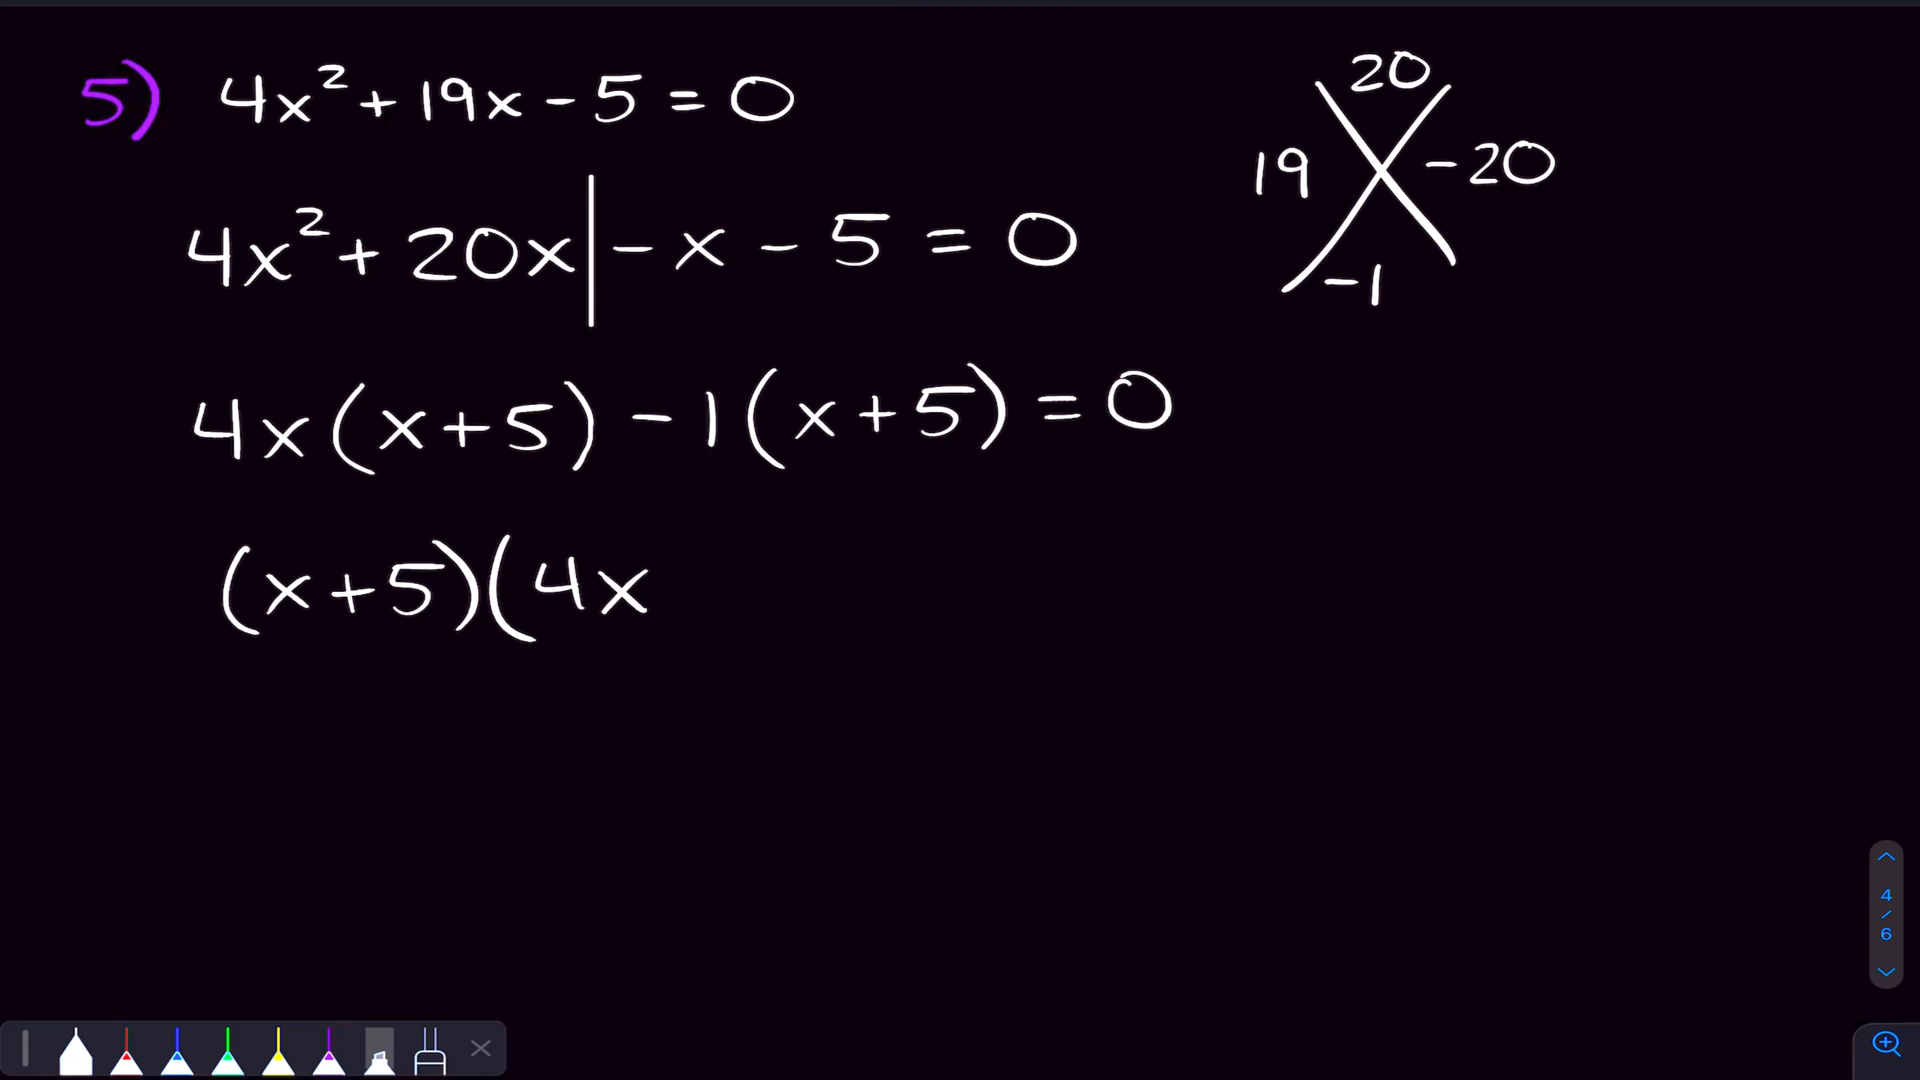 5) 4x² + 19x - 5 = 0
20
19 -20
-1
4x² + 20x | - x - 5 = 0
4x(x+5) - 1(x+5) = 0
(x+5)(4x
4
/
6